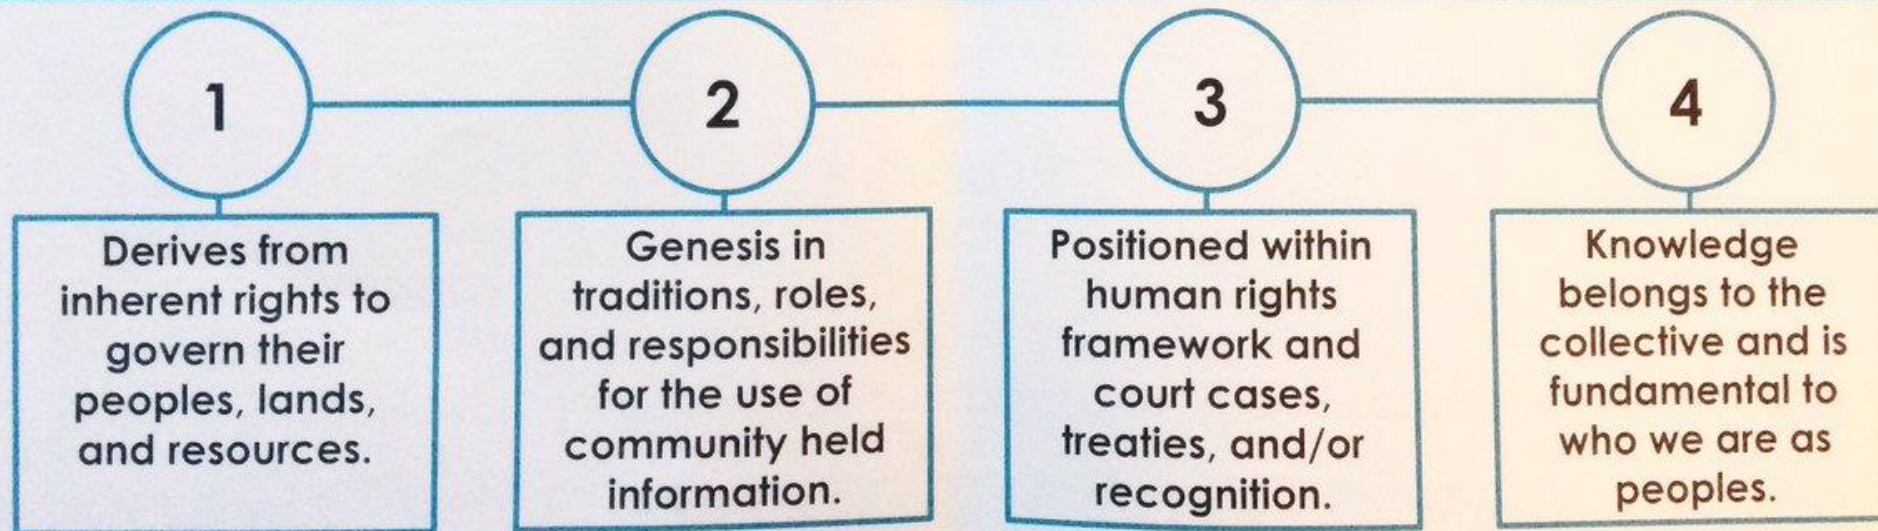 1
Derives from
inherent rights to
govern their
peoples, lands,
and resources.
2
Genesis in
traditions, roles,
and responsibilities
for the use of
community held
information.
3
Positioned within
human rights
framework and
court cases,
treaties, and/or
recognition.
4
Knowledge
belongs to the
collective and is
fundamental to
who we are as
peoples.